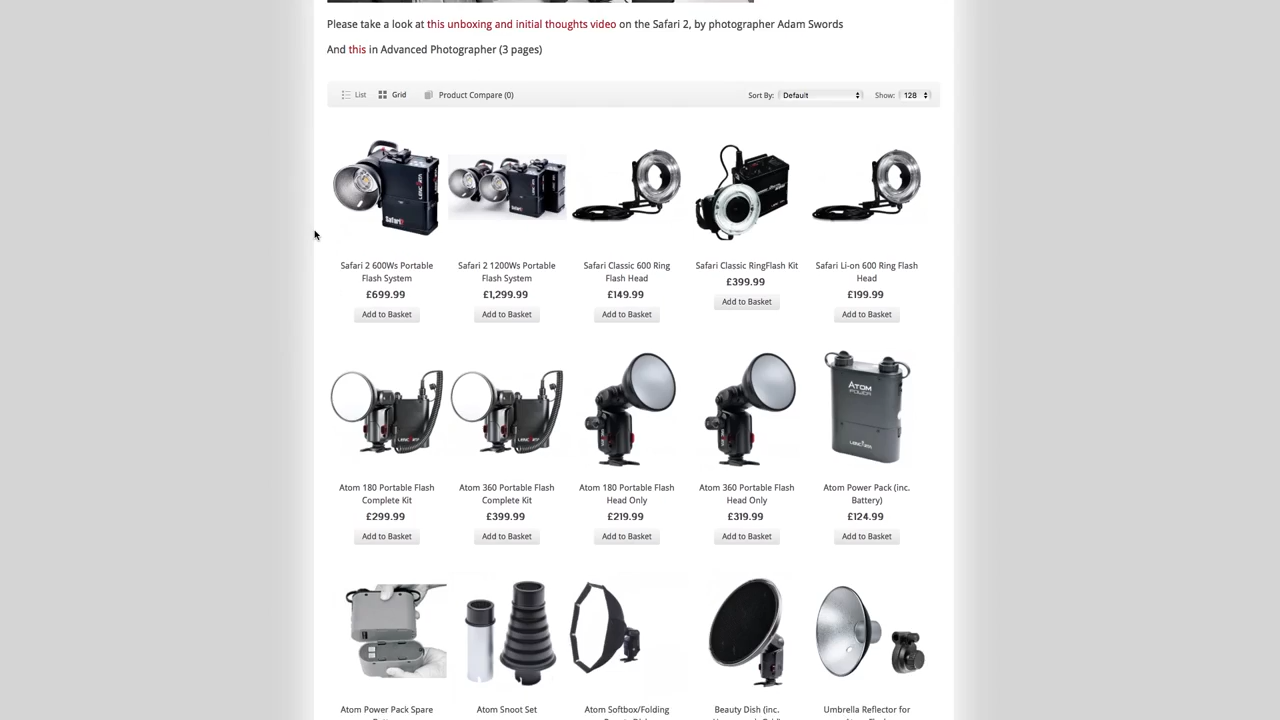 Please take a look at this unboxing and initial thoughts video on the Safari 2, by photographer Adam Swords
And this in Advanced Photographer (3 pages)
List Grid Product Compare (0) Sort By: Default Show: 128
Safari 2 600Ws Portable Flash System
£699.99
Add to Basket
Safari 2 1200Ws Portable Flash System
£1,299.99
Add to Basket
Safari Classic 600 Ring Flash Head
£149.99
Add to Basket
Safari Classic RingFlash Kit
£399.99
Add to Basket
Safari Li-on 600 Ring Flash Head
£199.99
Add to Basket
ATOM
POWER
LENCARTA
Atom 180 Portable Flash Complete Kit
£299.99
Add to Basket
Atom 360 Portable Flash Complete Kit
£399.99
Add to Basket
Atom 180 Portable Flash Head Only
£219.99
Add to Basket
Atom 360 Portable Flash Head Only
£319.99
Add to Basket
Atom Power Pack (inc. Battery)
£124.99
Add to Basket
Atom Power Pack Spare
Atom Snoot Set
Atom Softbox/Folding
Beauty Dish (inc.
Umbrella Reflector for